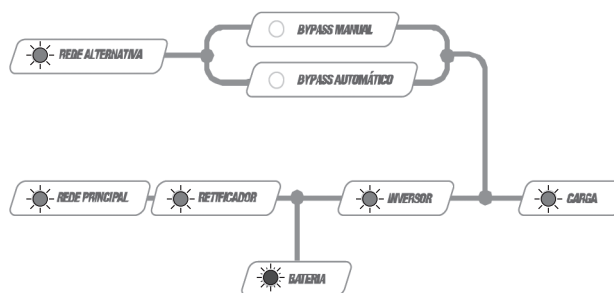 BYPASS MANUAL
REDE ALTERNATIVA
BYPASS AUTOMÁTICO
REDE PRINCIPAL
RETIFICADOR
INVERSOR
CARGA
BATERIA